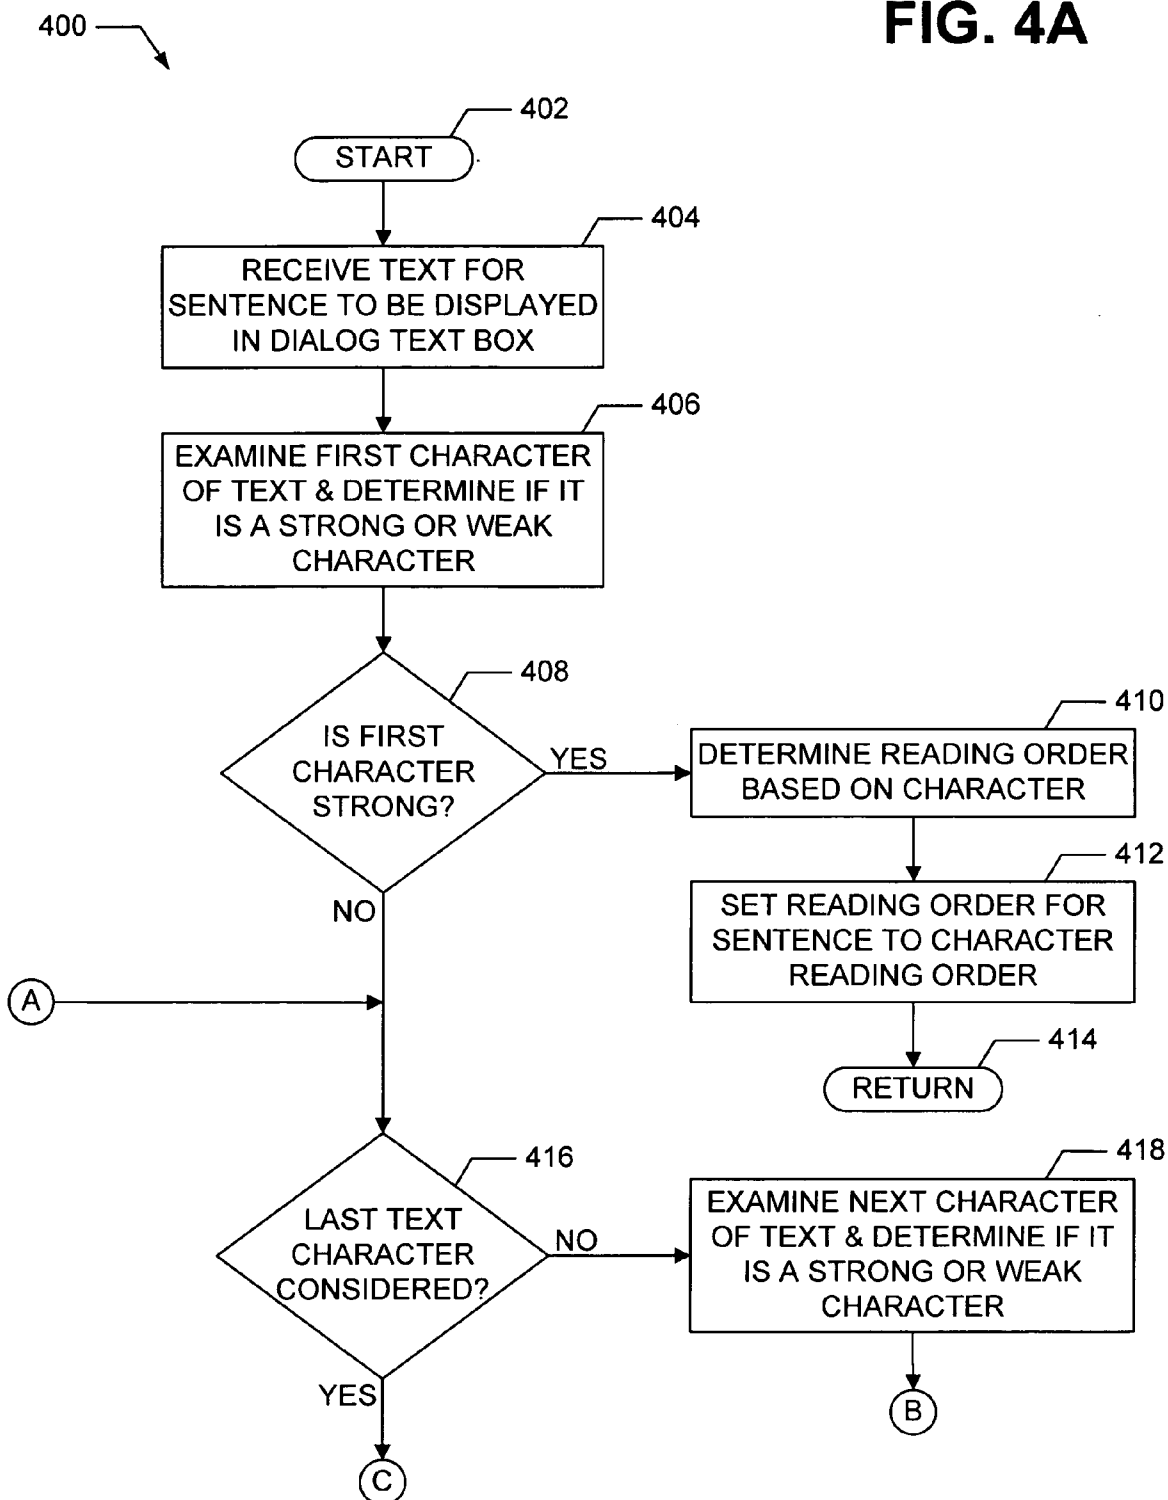 FIG. 4A
400
402
START
404
RECEIVE TEXT FOR
SENTENCE TO BE DISPLAYED
IN DIALOG TEXT BOX
406
EXAMINE FIRST CHARACTER
OF TEXT & DETERMINE IF IT
IS A STRONG OR WEAK
CHARACTER
408
IS FIRST
CHARACTER
STRONG?
YES
410
DETERMINE READING ORDER
BASED ON CHARACTER
412
SET READING ORDER FOR
SENTENCE TO CHARACTER
READING ORDER
414
RETURN
NO
A
416
LAST TEXT
CHARACTER
CONSIDERED?
NO
418
EXAMINE NEXT CHARACTER
OF TEXT & DETERMINE IF IT
IS A STRONG OR WEAK
CHARACTER
B
YES
C